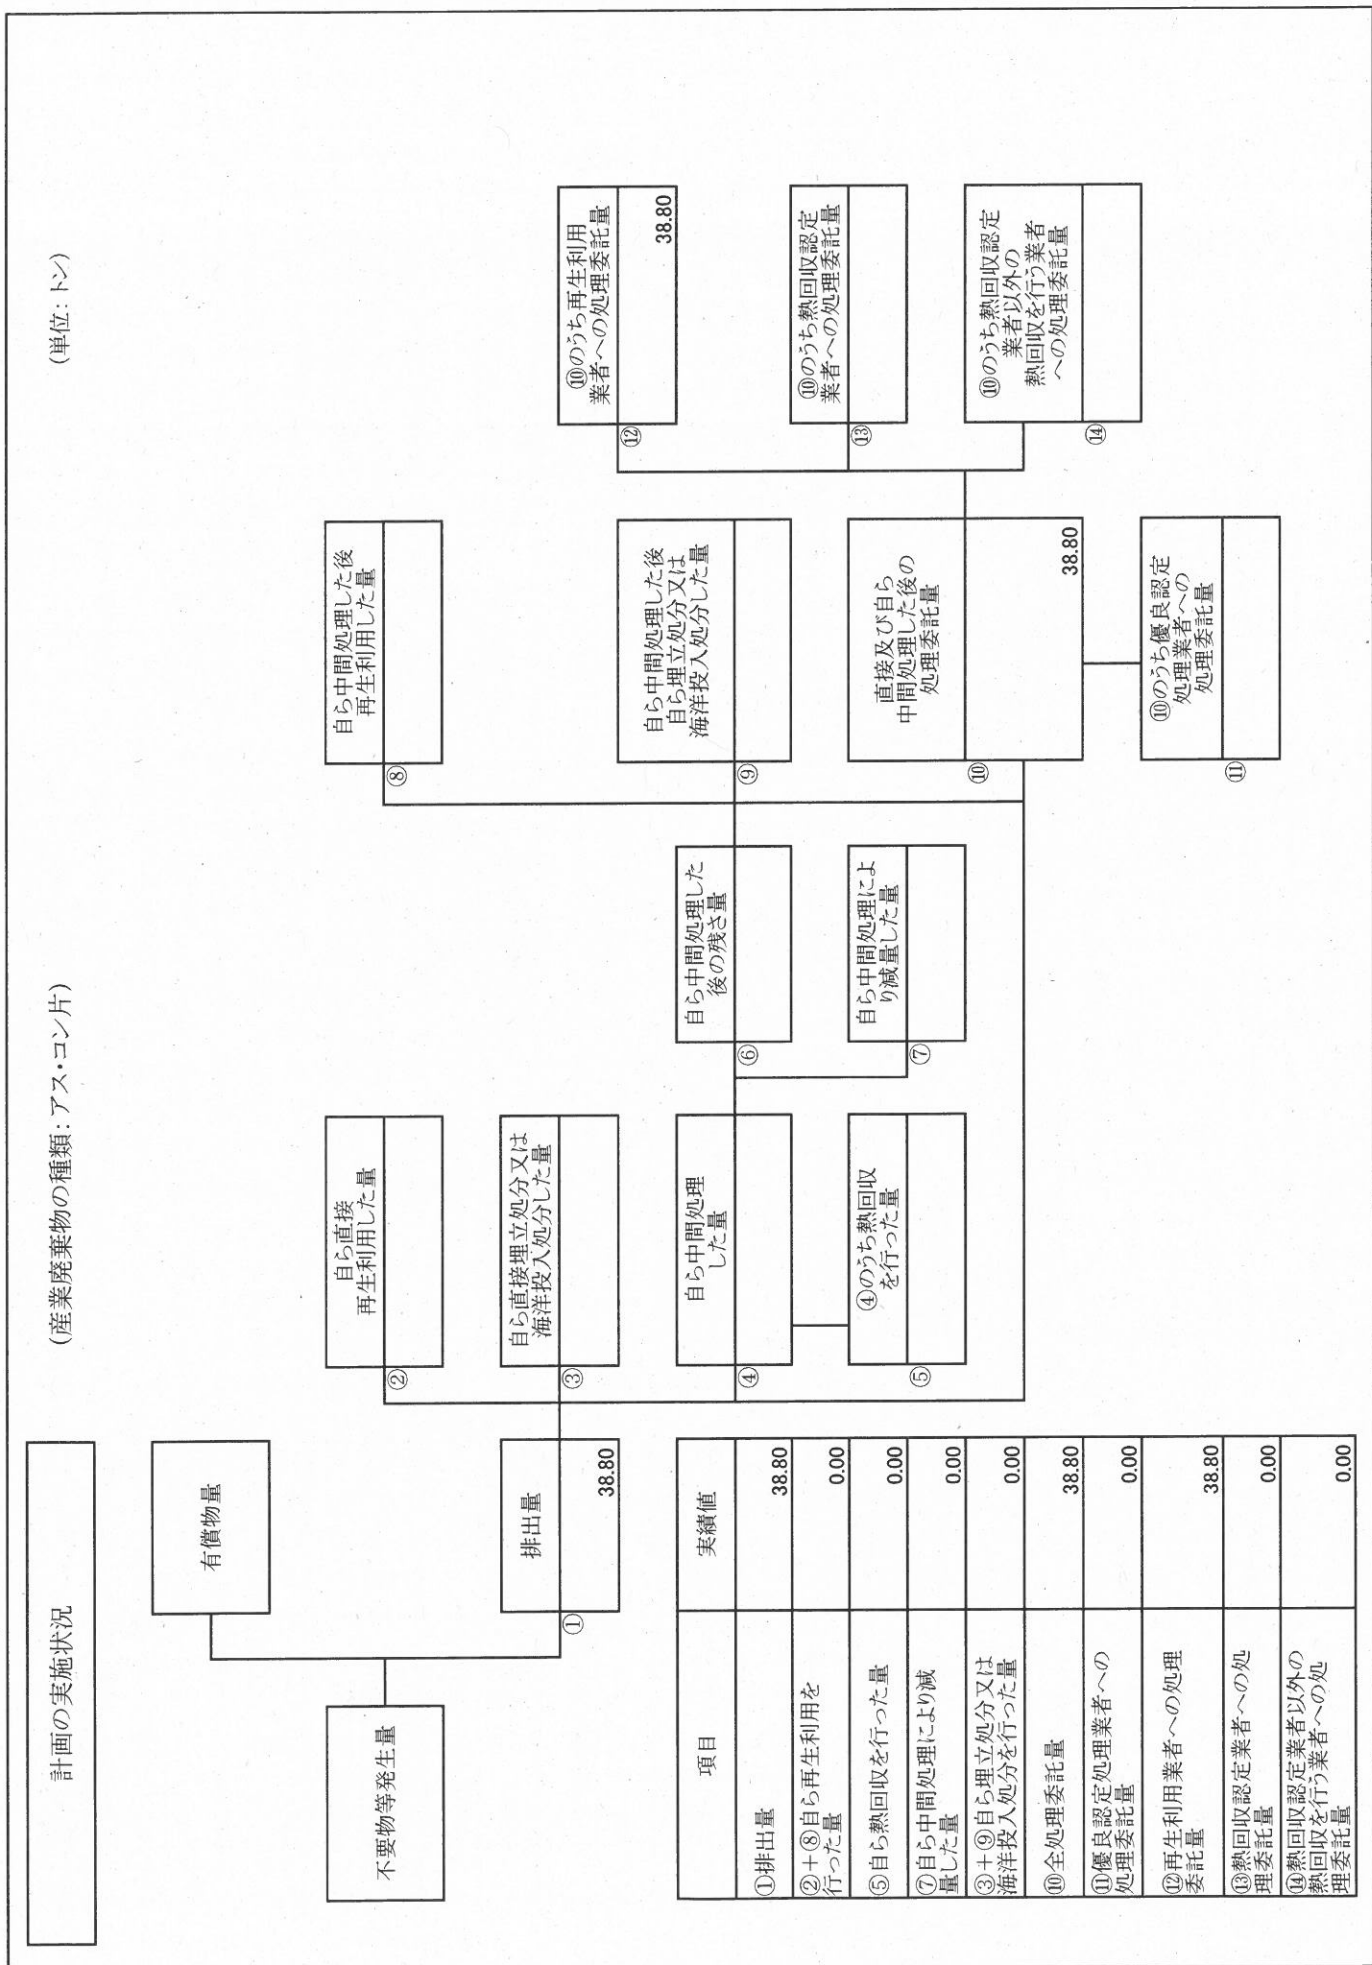 計画の実施状況
(産業廃棄物の種類: アス・コン片)
(単位: トン)
不要物等発生量
有償物量
排出量
①
38.80
自ら直接
再生利用した量
②
自ら直接埋立処分又は
海洋投入処分した量
③
自ら中間処理
した量
④
④のうち熱回収
を行った量
⑤
自ら中間処理した
後の残さ量
⑥
自ら中間処理によ
り減量した量
⑦
自ら中間処理した後
再生利用した量
⑧
自ら中間処理した後
自ら埋立処分又は
海洋投入処分した量
⑨
直接及び自ら
中間処理した後の
処理委託量
⑩
38.80
⑩のうち優良認定
処理業者への
処理委託量
⑪
⑩のうち再生利用
業者への処理委託量
⑫
38.80
⑩のうち熱回収認定
業者への処理委託量
⑬
⑩のうち熱回収認定
業者以外の
熱回収を行う業者
への処理委託量
⑭
項目 実績値
①排出量 38.80
②+⑧自ら再生利用を
行った量 0.00
⑤自ら熱回収を行った量 0.00
⑦自ら中間処理により減
量した量 0.00
③+⑨自ら埋立処分又は
海洋投入処分を行った量 0.00
⑩全処理委託量 38.80
⑪優良認定処理業者への
処理委託量 0.00
⑫再生利用業者への処理
委託量 38.80
⑬熱回収認定業者への処
理委託量 0.00
⑭熱回収認定業者以外の
熱回収を行う業者への処
理委託量 0.00